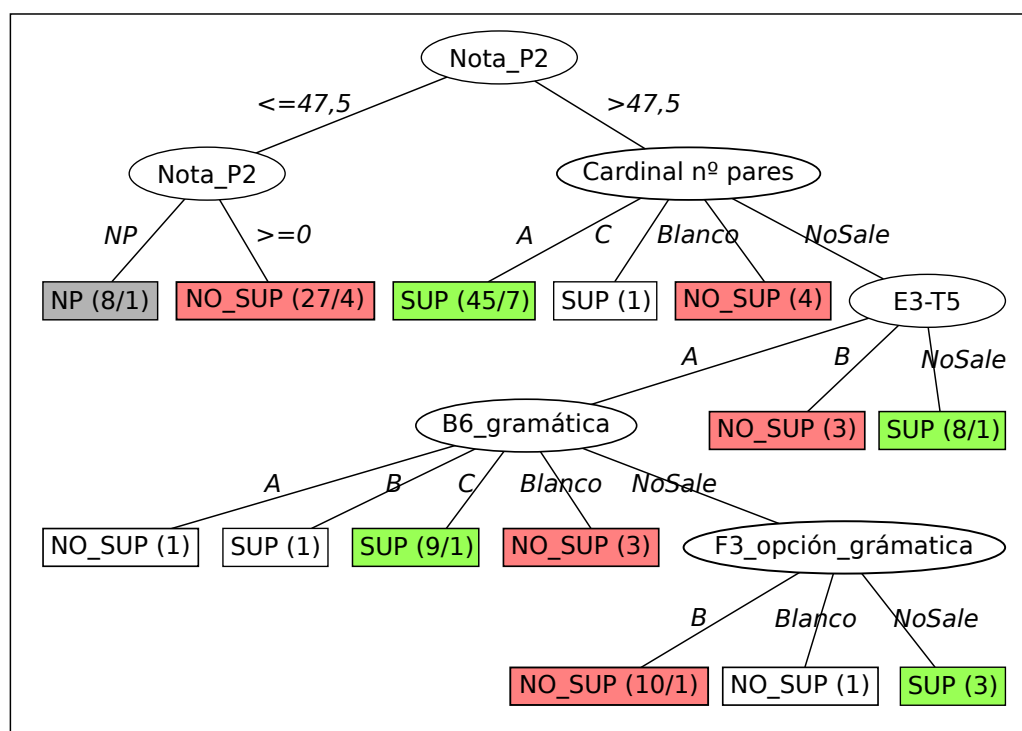 Nota_P2
<=47,5 >47,5
Nota_P2 Cardinal nº pares
NP >=0 A C Blanco NoSale
NP (8/1) NO_SUP (27/4) SUP (45/7) SUP (1) NO_SUP (4) E3-T5
A B NoSale
B6_gramática NO_SUP (3) SUP (8/1)
A B C Blanco NoSale
NO_SUP (1) SUP (1) SUP (9/1) NO_SUP (3) F3_opción_grámatica
B Blanco NoSale
NO_SUP (10/1) NO_SUP (1) SUP (3)